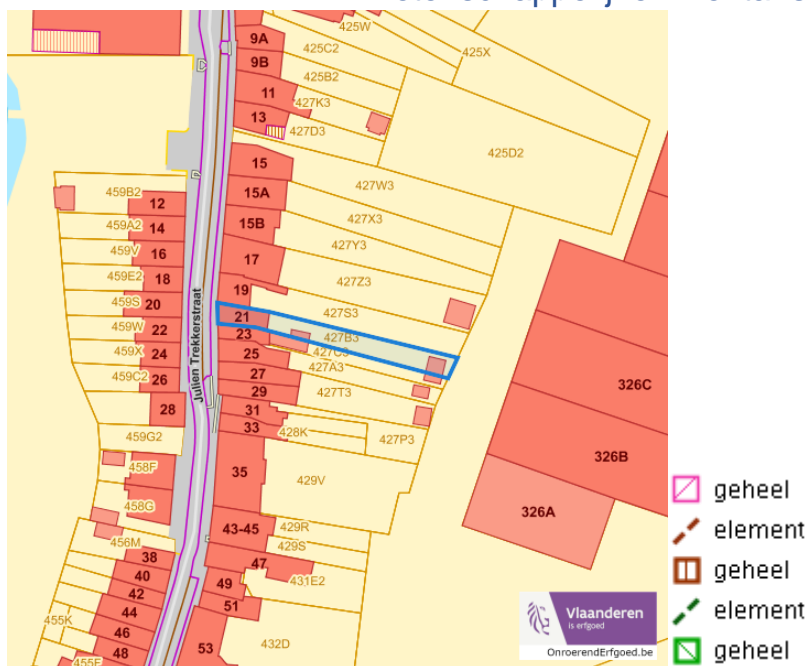 425W
9A
425C2
425X
9B
425B2
11
427K3
13
427D3
425D2
15
427W3
459B2
12
15A
427X3
459A2
14
15B
427Y3
459V
16
17
459E2
18
427Z3
19
459S
20
427S3
21
459W
22
427B3
23
427C3
459X
24
25
427A3
459C2
26
27
29
427T3
326C
Julien Trekkerstraat
28
31
33
428K
427P3
459G2
326B
458F
35
429V
458G
326A
43-45
429R
456M
429S
38
47
431E2
40
49
42
51
44
455K
46
53
432D
48
455F
Vlaanderen
is erfgoed
OnroerendErfgoed.be
geheel
element
geheel
element
geheel